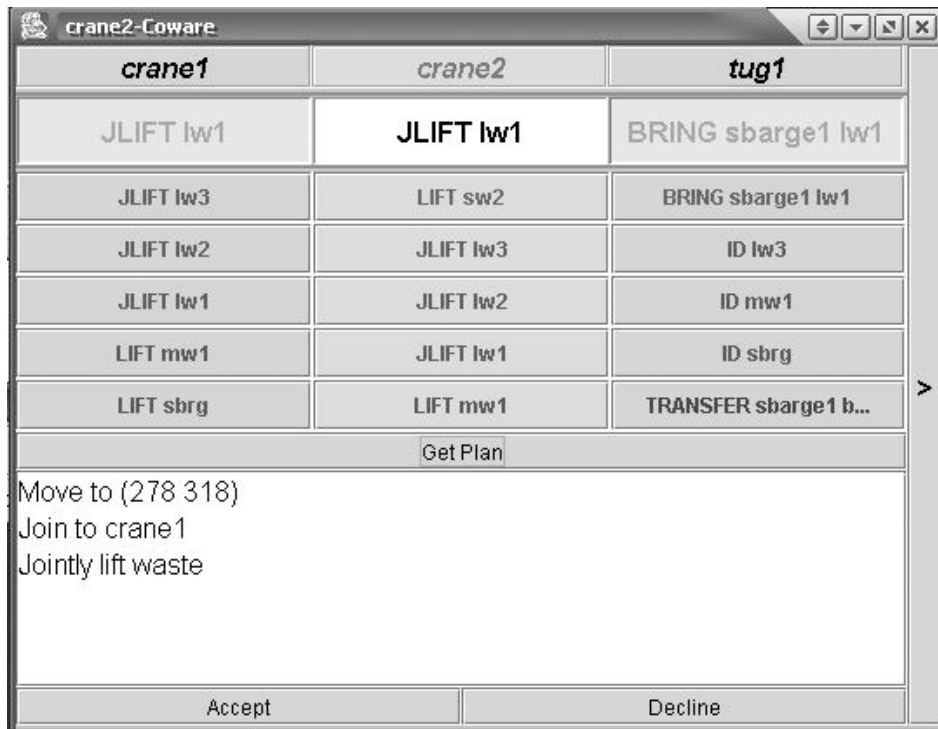 crane2-Coware
crane1 crane2 tug1
JLIFT lw1 JLIFT lw1 BRING sbarge1 lw1
JLIFT lw3 LIFT sw2 BRING sbarge1 lw1
JLIFT lw2 JLIFT lw3 ID lw3
JLIFT lw1 JLIFT lw2 ID mw1
LIFT mw1 JLIFT lw1 ID sbrg
LIFT sbrg LIFT mw1 TRANSFER sbarge1 b...
>
Get Plan
Move to (278 318)
Join to crane1
Jointly lift waste
Accept Decline